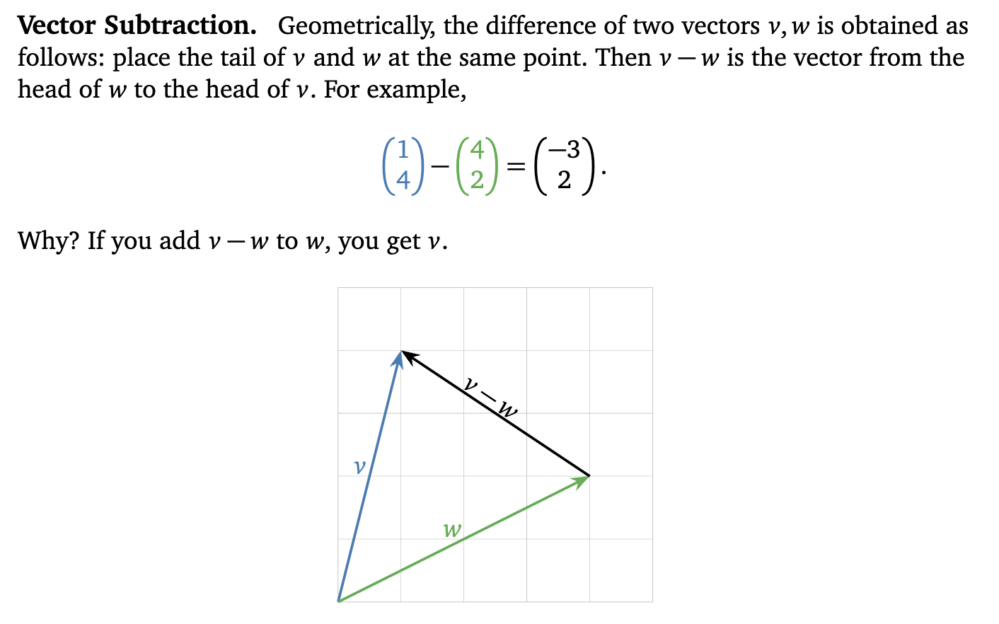 Vector Subtraction. Geometrically, the difference of two vectors v, w is obtained as
follows: place the tail of v and w at the same point. Then v − w is the vector from the
head of w to the head of v. For example,
(1 4) − (4 2) = (−3 2).
Why? If you add v − w to w, you get v.
v − w
v
w